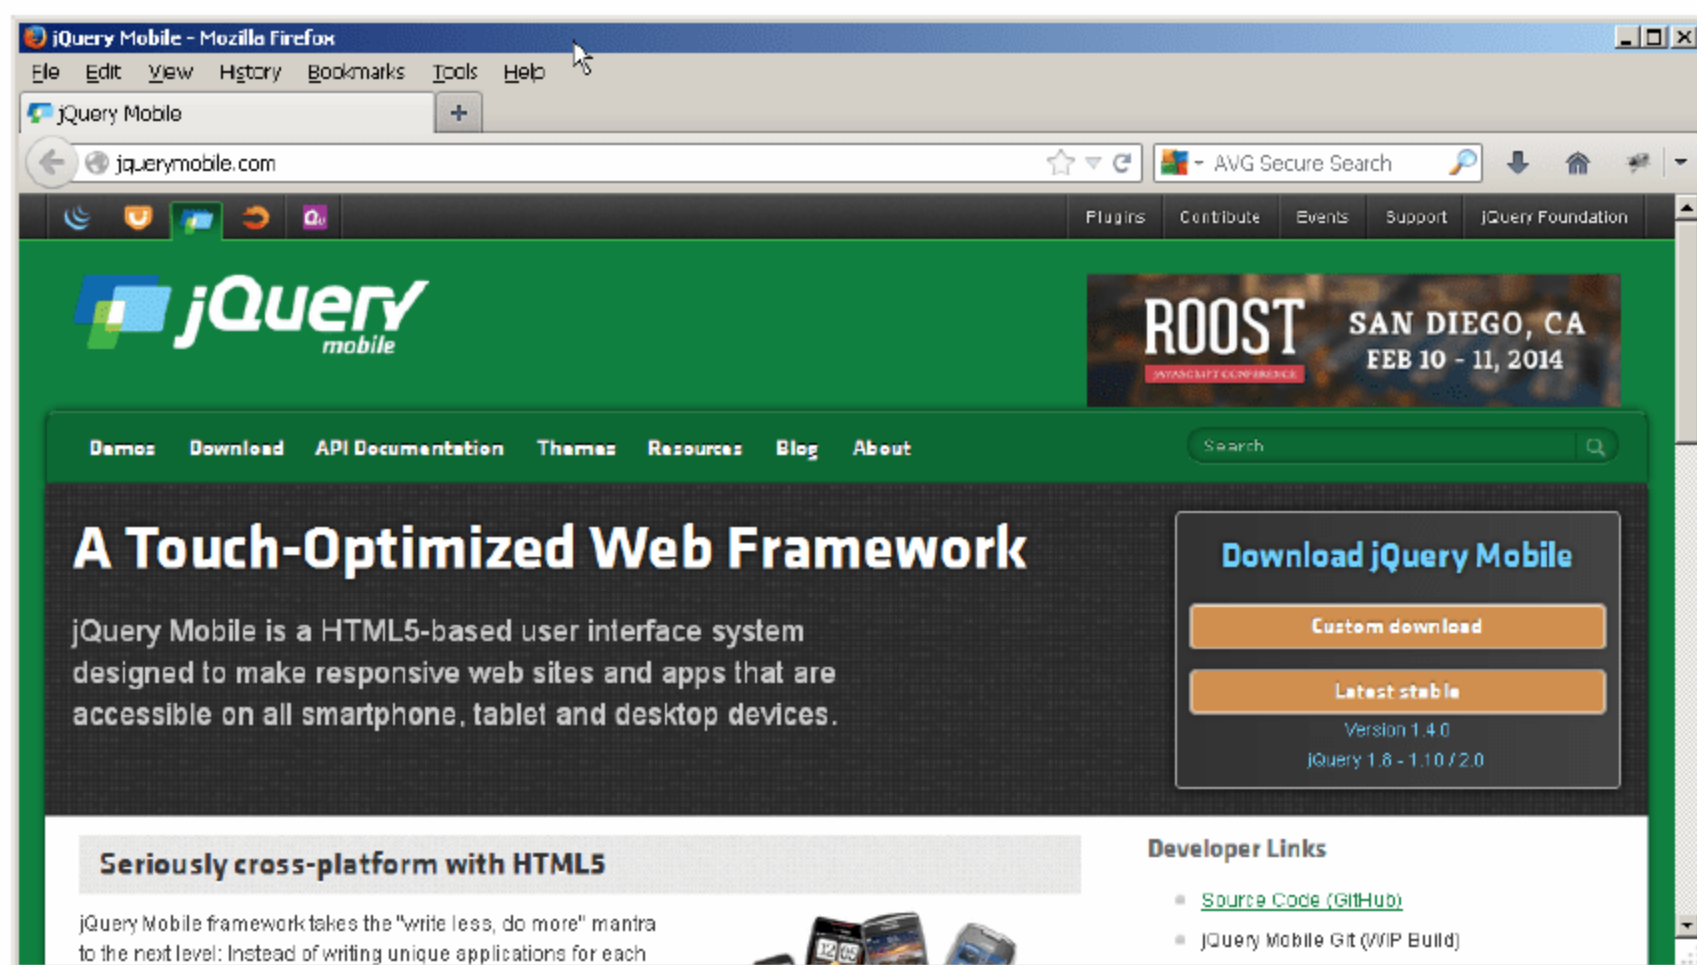 jQuery Mobile - Mozilla Firefox
File Edit View History Bookmarks Tools Help
jQuery Mobile
jquerymobile.com
AVG Secure Search
Plugins Contribute Events Support jQuery Foundation
jQuery
mobile
ROOST
JAVASCRIPT CONFERENCE
SAN DIEGO, CA
FEB 10 - 11, 2014
Demos Download API Documentation Themes Resources Blog About
Search
A Touch-Optimized Web Framework
jQuery Mobile is a HTML5-based user interface system
designed to make responsive web sites and apps that are
accessible on all smartphone, tablet and desktop devices.
Download jQuery Mobile
Custom download
Latest stable
Version 1.4.0
jQuery 1.8 - 1.10 / 2.0
Seriously cross-platform with HTML5
jQuery Mobile framework takes the "write less, do more" mantra
to the next level: Instead of writing unique applications for each
12 05
Developer Links
Source Code (GitHub)
jQuery Mobile Git (WIP Build)